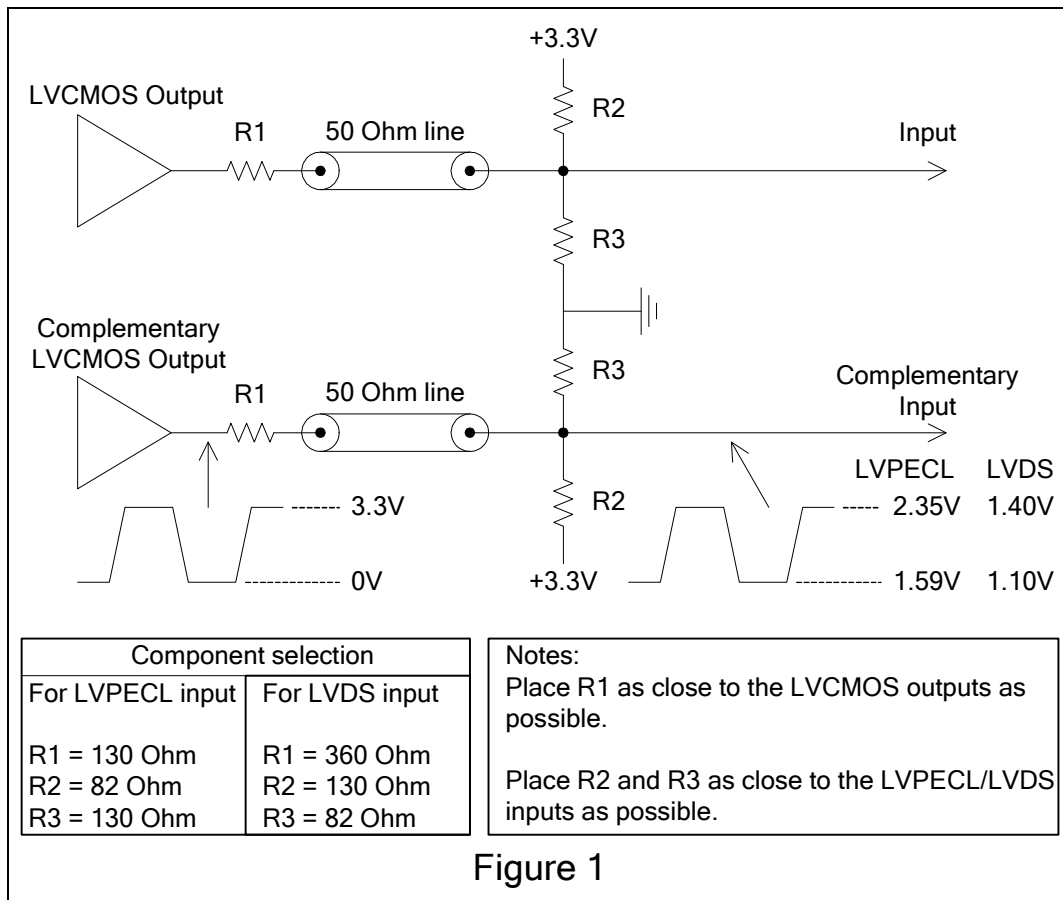 +3.3V
LVCMOS Output
R2
R1
50 Ohm line
Input
R3
Complementary
LVCMOS Output
R3
R1
50 Ohm line
Complementary
Input
LVPECL LVDS
R2
3.3V
2.35V 1.40V
0V
+3.3V
1.59V 1.10V
Component selection
For LVPECL input
R1 = 130 Ohm
R2 = 82 Ohm
R3 = 130 Ohm
For LVDS input
R1 = 360 Ohm
R2 = 130 Ohm
R3 = 82 Ohm
Notes:
Place R1 as close to the LVCMOS outputs as
possible.
Place R2 and R3 as close to the LVPECL/LVDS
inputs as possible.
Figure 1